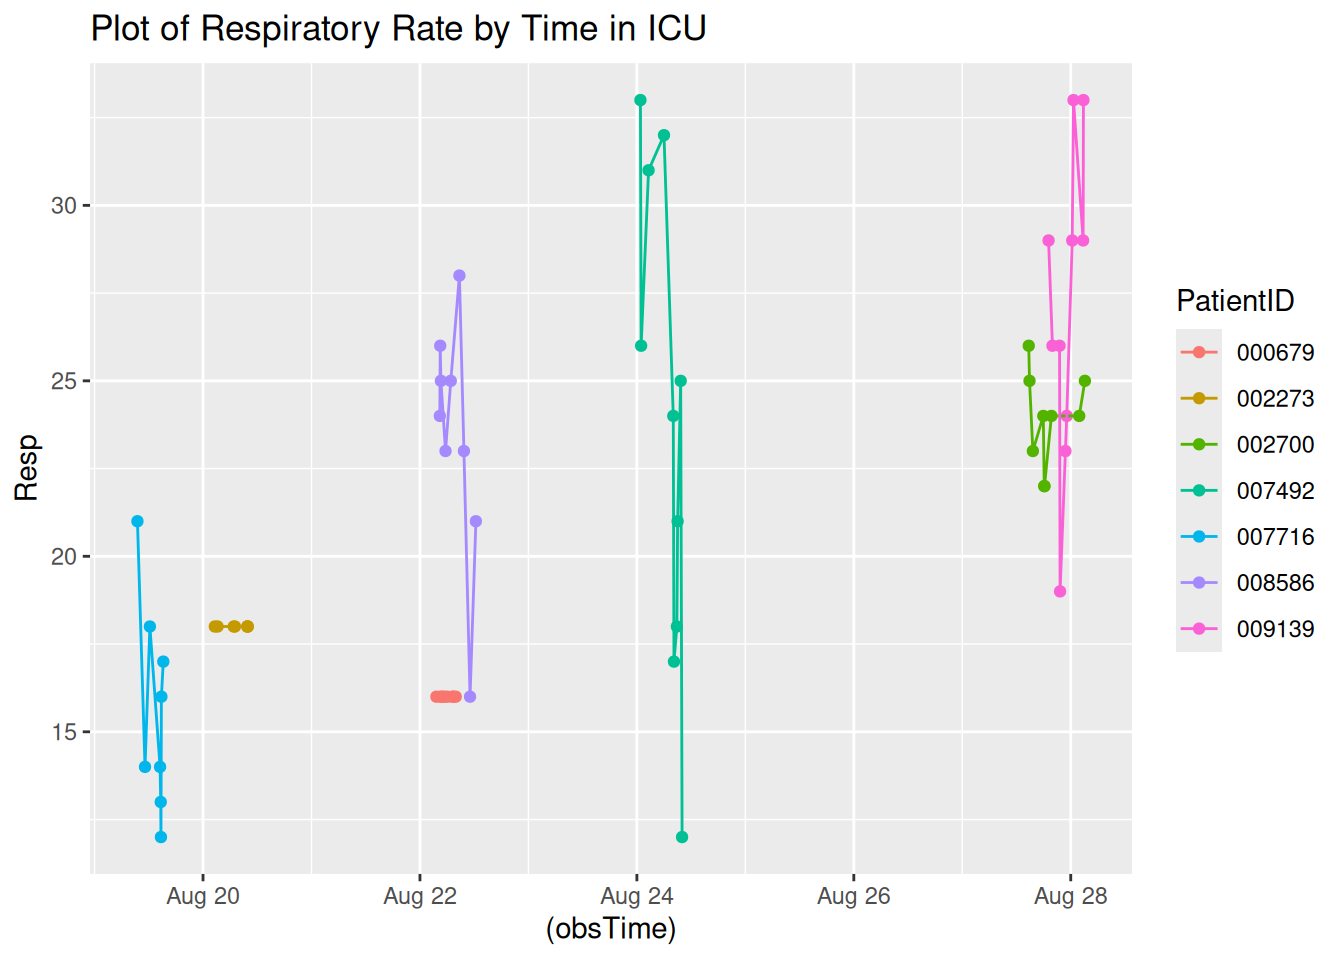 Plot of Respiratory Rate by Time in ICU
Resp
30
25
20
15
Aug 20 Aug 22 Aug 24 Aug 26 Aug 28
(obsTime)
PatientID
000679
002273
002700
007492
007716
008586
009139